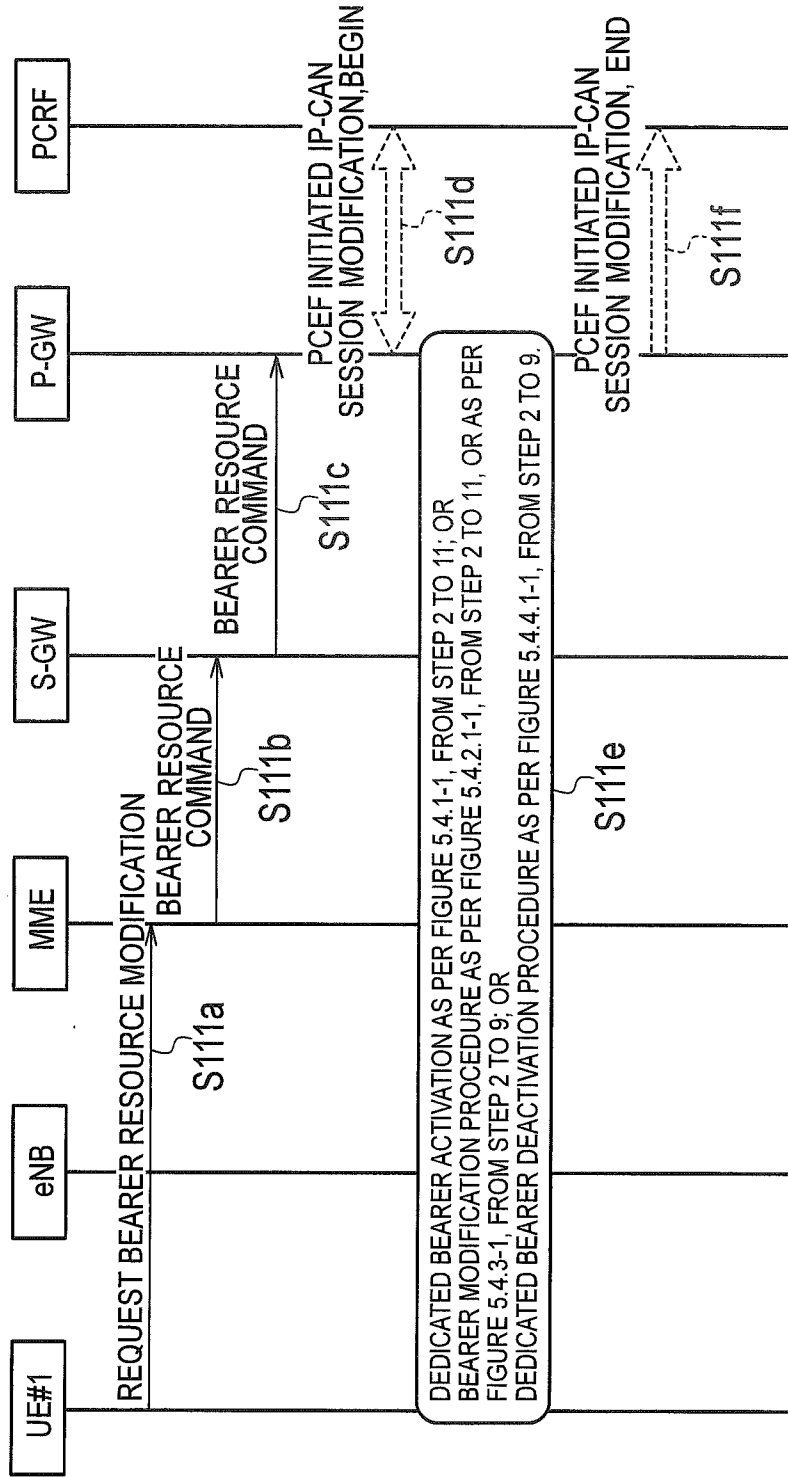 UE#1
eNB
MME
S-GW
P-GW
PCRF
REQUEST BEARER RESOURCE MODIFICATION
S111a
BEARER RESOURCE
COMMAND
S111b
BEARER RESOURCE
COMMAND
S111c
PCEF INITIATED IP-CAN
SESSION MODIFICATION,BEGIN
S111d
DEDICATED BEARER ACTIVATION AS PER FIGURE 5.4.1-1, FROM STEP 2 TO 11; OR
BEARER MODIFICATION PROCEDURE AS PER FIGURE 5.4.2.1-1, FROM STEP 2 TO 11, OR AS PER
FIGURE 5.4.3-1, FROM STEP 2 TO 9; OR
DEDICATED BEARER DEACTIVATION PROCEDURE AS PER FIGURE 5.4.4.1-1, FROM STEP 2 TO 9.
S111e
PCEF INITIATED IP-CAN
SESSION MODIFICATION, END
S111f